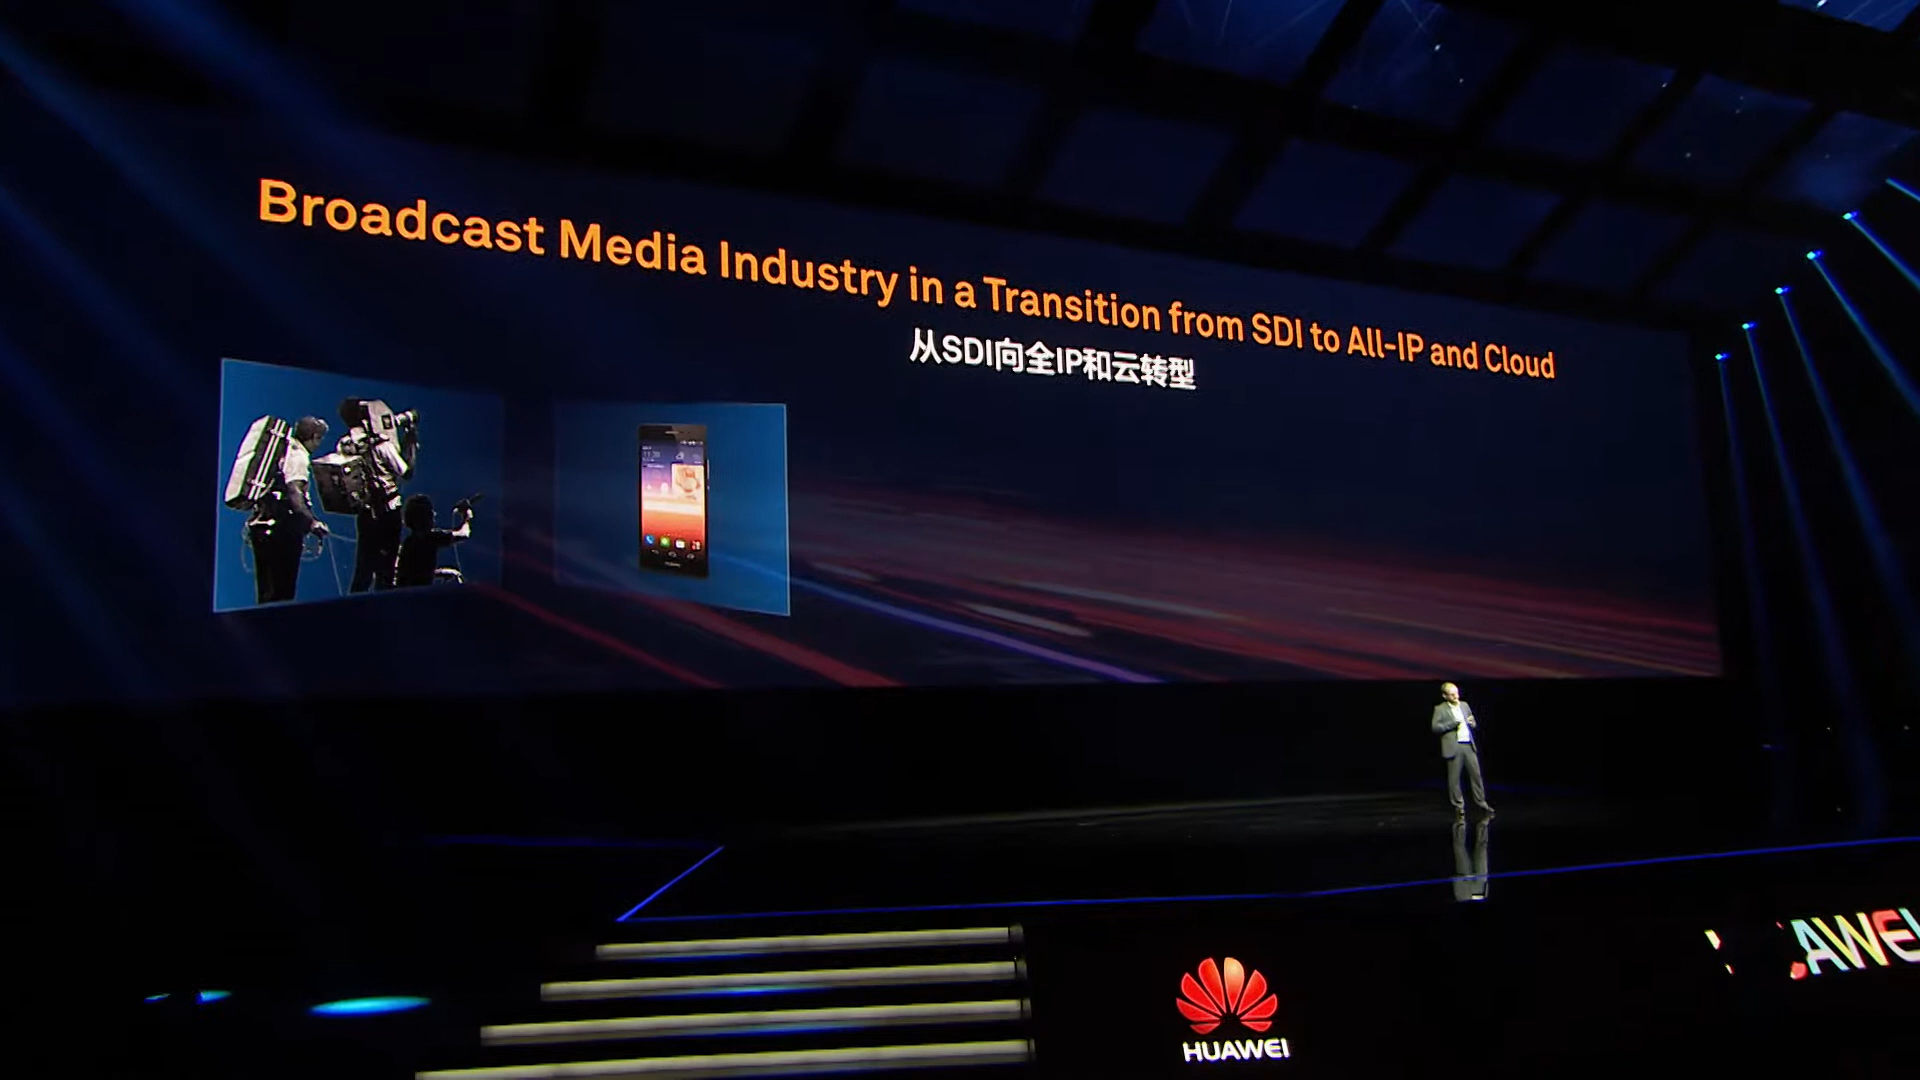 Broadcast Media Industry in a Transition from SDI to All-IP and Cloud
从SDI向全IP和云转型
HUAWEI
AWEI